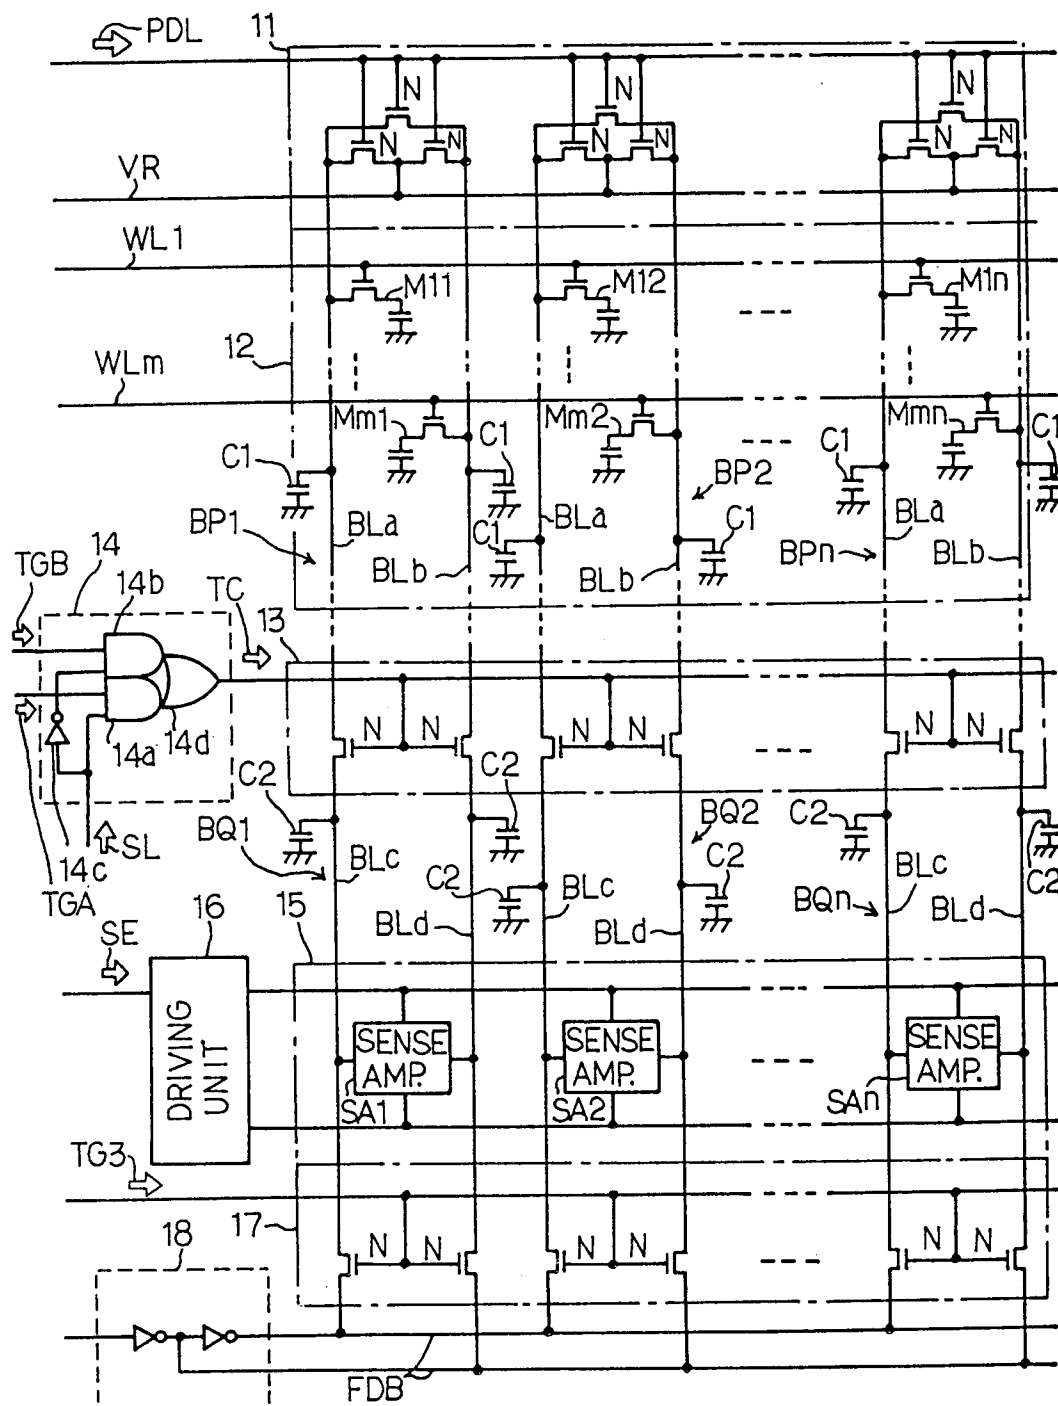 PDL
11
N N N
N N N N N N
VR
WL1
M11 M12 M1n
12
WLm
Mm1 Mm2 Mmn
C1 C1 C1 C1
BP2
BP1 BLa C1 BLa C1 BPn BLa
BLb BLb BLb
TGB 14 14b TC
13
14a 14d N N N N N N
C2 C2 BQ2 C2
SL BQ1 C2
14c BLc C2 BLc C2 BLc
TGA BQn
BLd BLd BLd
SE 16 15
DRIVING UNIT
SENSE AMP. SENSE AMP. SENSE AMP.
SA1 SA2 SAn
TG3
17
18 N N N N N N
FDB